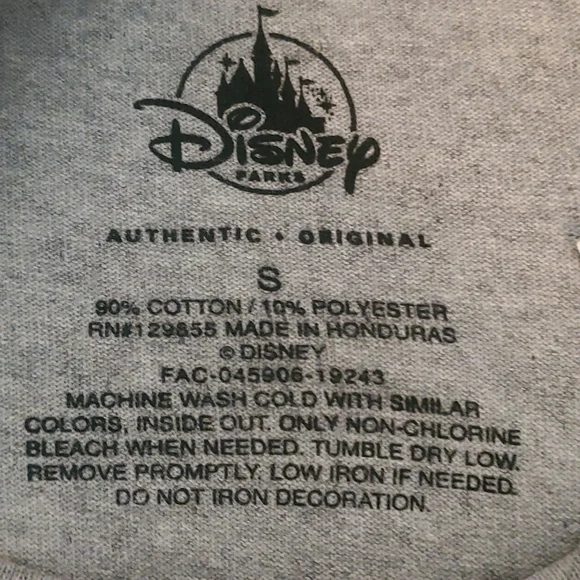 Disney
PARKS
AUTHENTIC • ORIGINAL
S
90% COTTON / 10% POLYESTER
RN#129855 MADE IN HONDURAS
© DISNEY
FAC-045906-19243
MACHINE WASH COLD WITH SIMILAR
COLORS, INSIDE OUT. ONLY NON-CHLORINE
BLEACH WHEN NEEDED. TUMBLE DRY LOW.
REMOVE PROMPTLY. LOW IRON IF NEEDED.
DO NOT IRON DECORATION.